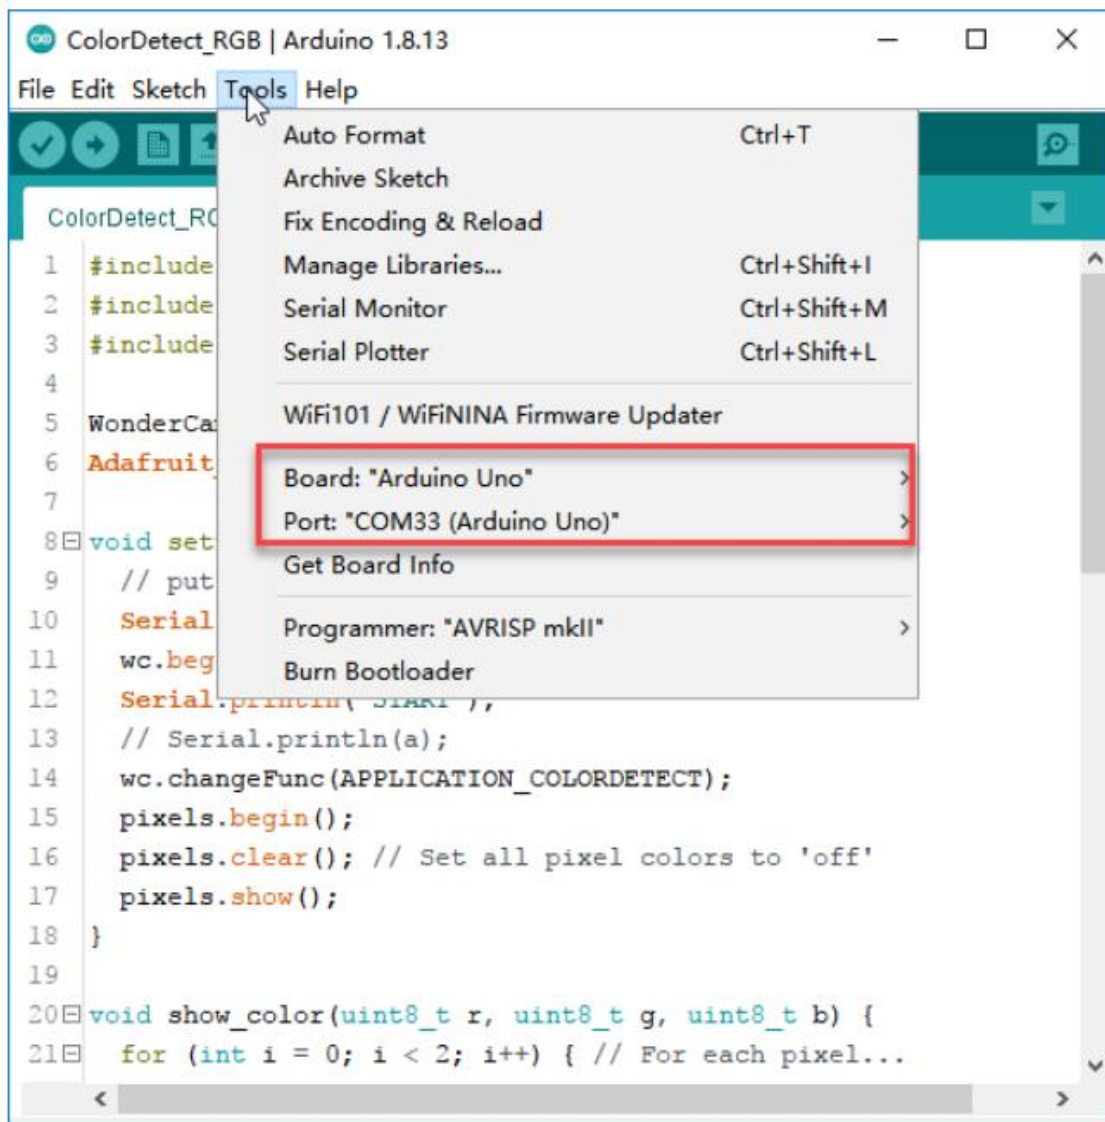 ColorDetect_RGB | Arduino 1.8.13
File Edit Sketch Tools Help
Auto Format Ctrl+T
Archive Sketch
Fix Encoding & Reload
Manage Libraries... Ctrl+Shift+I
Serial Monitor Ctrl+Shift+M
Serial Plotter Ctrl+Shift+L
WiFi101 / WiFiNINA Firmware Updater
Board: "Arduino Uno"
Port: "COM33 (Arduino Uno)"
Get Board Info
Programmer: "AVRISP mkII"
Burn Bootloader
ColorDetect_RG
1 #include
2 #include
3 #include
4
5 WonderCa
6 Adafruit_
7
8 void set
9 // put
10 Serial
11 wc.beg
12 Serial.println("START");
13 // Serial.println(a);
14 wc.changeFunc(APPLICATION_COLORDETECT);
15 pixels.begin();
16 pixels.clear(); // Set all pixel colors to 'off'
17 pixels.show();
18 }
19
20 void show_color(uint8_t r, uint8_t g, uint8_t b) {
21 for (int i = 0; i < 2; i++) { // For each pixel...